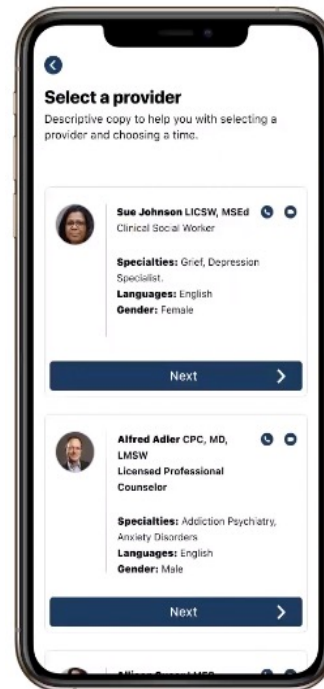 Select a provider
Descriptive copy to help you with selecting a
provider and choosing a time.
Sue Johnson LICSW, MSEd
Clinical Social Worker
Specialties: Grief, Depression
Specialist.
Languages: English
Gender: Female
Next
Alfred Adler CPC, MD,
LMSW
Licensed Professional
Counselor
Specialties: Addiction Psychiatry,
Anxiety Disorders
Languages: English
Gender: Male
Next